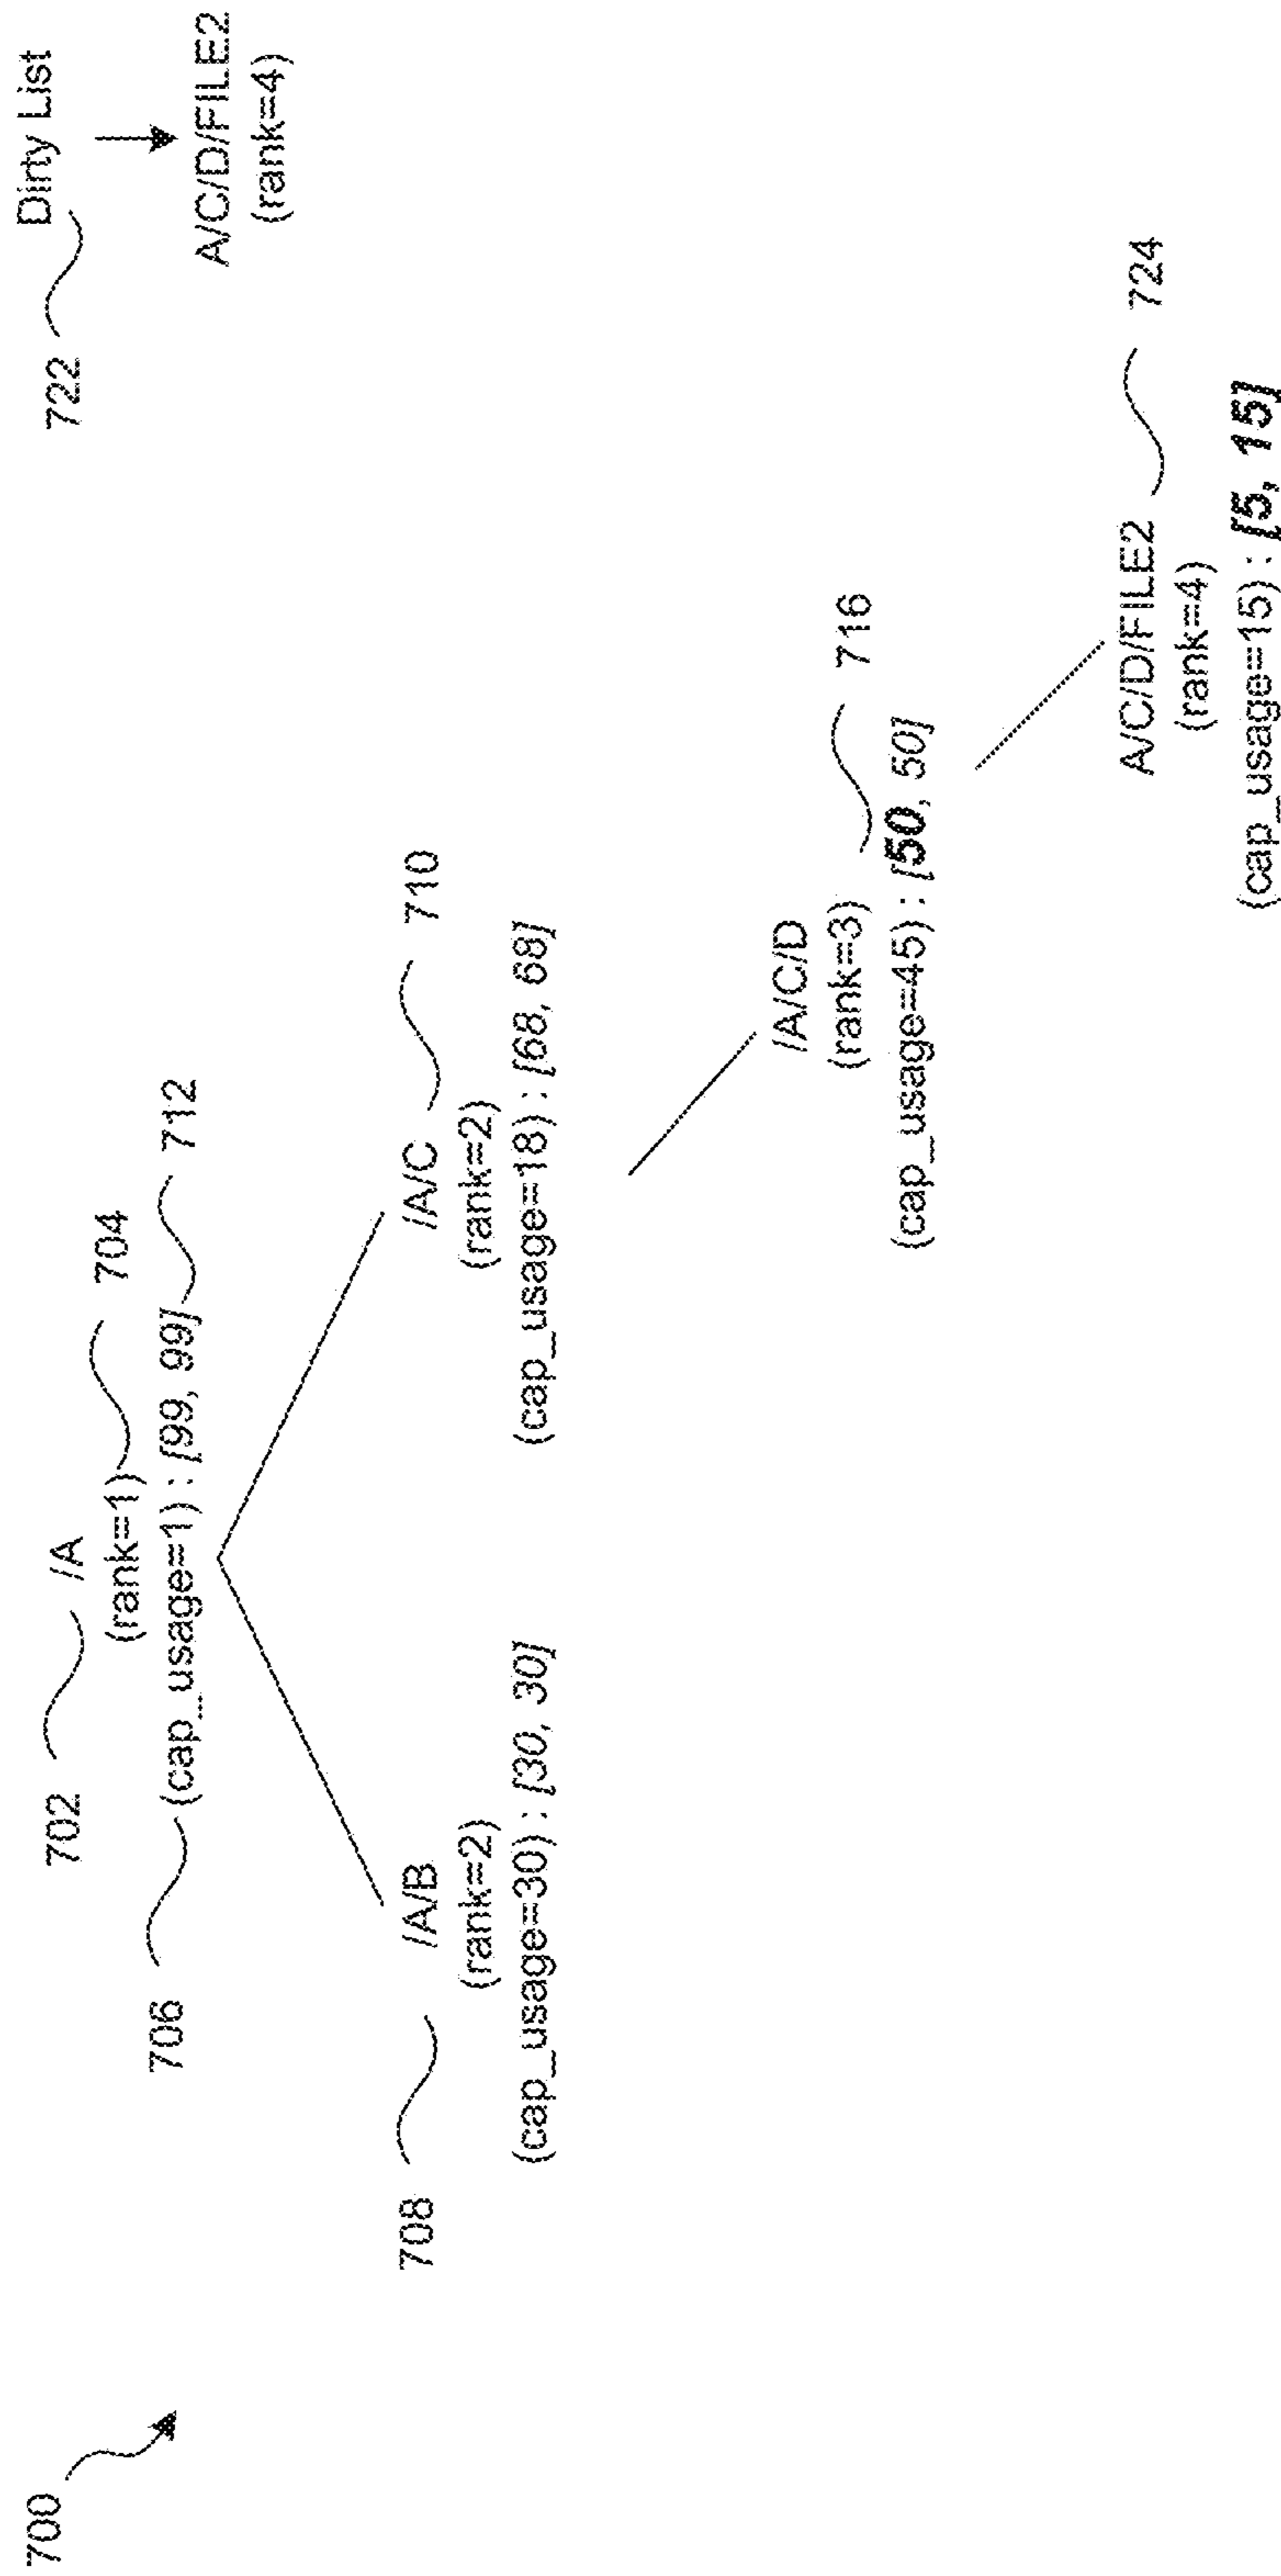 700
702
/A
(rank=1)
704
706
(cap_usage=1) : [99, 99]
712
708
/A/B
(rank=2)
(cap_usage=30) : [30, 30]
/A/C
710
(rank=2)
(cap_usage=18) : [68, 68]
/A/C/D
716
(rank=3)
(cap_usage=45) : [50, 50]
A/C/D/FILE2
724
(rank=4)
(cap_usage=15) : [5, 15]
722
Dirty List
A/C/D/FILE2
(rank=4)